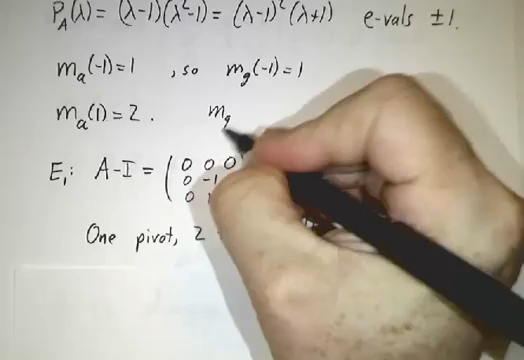 P_A(λ) = (λ-1)(λ²-1) = (λ-1)²(λ+1) e-vals ±1.
m_a(-1)=1 , so m_g(-1)=1
m_a(1)=2. m_g
E₁: A-I = ( 0 0 0
0 -1
0
One pivot, 2